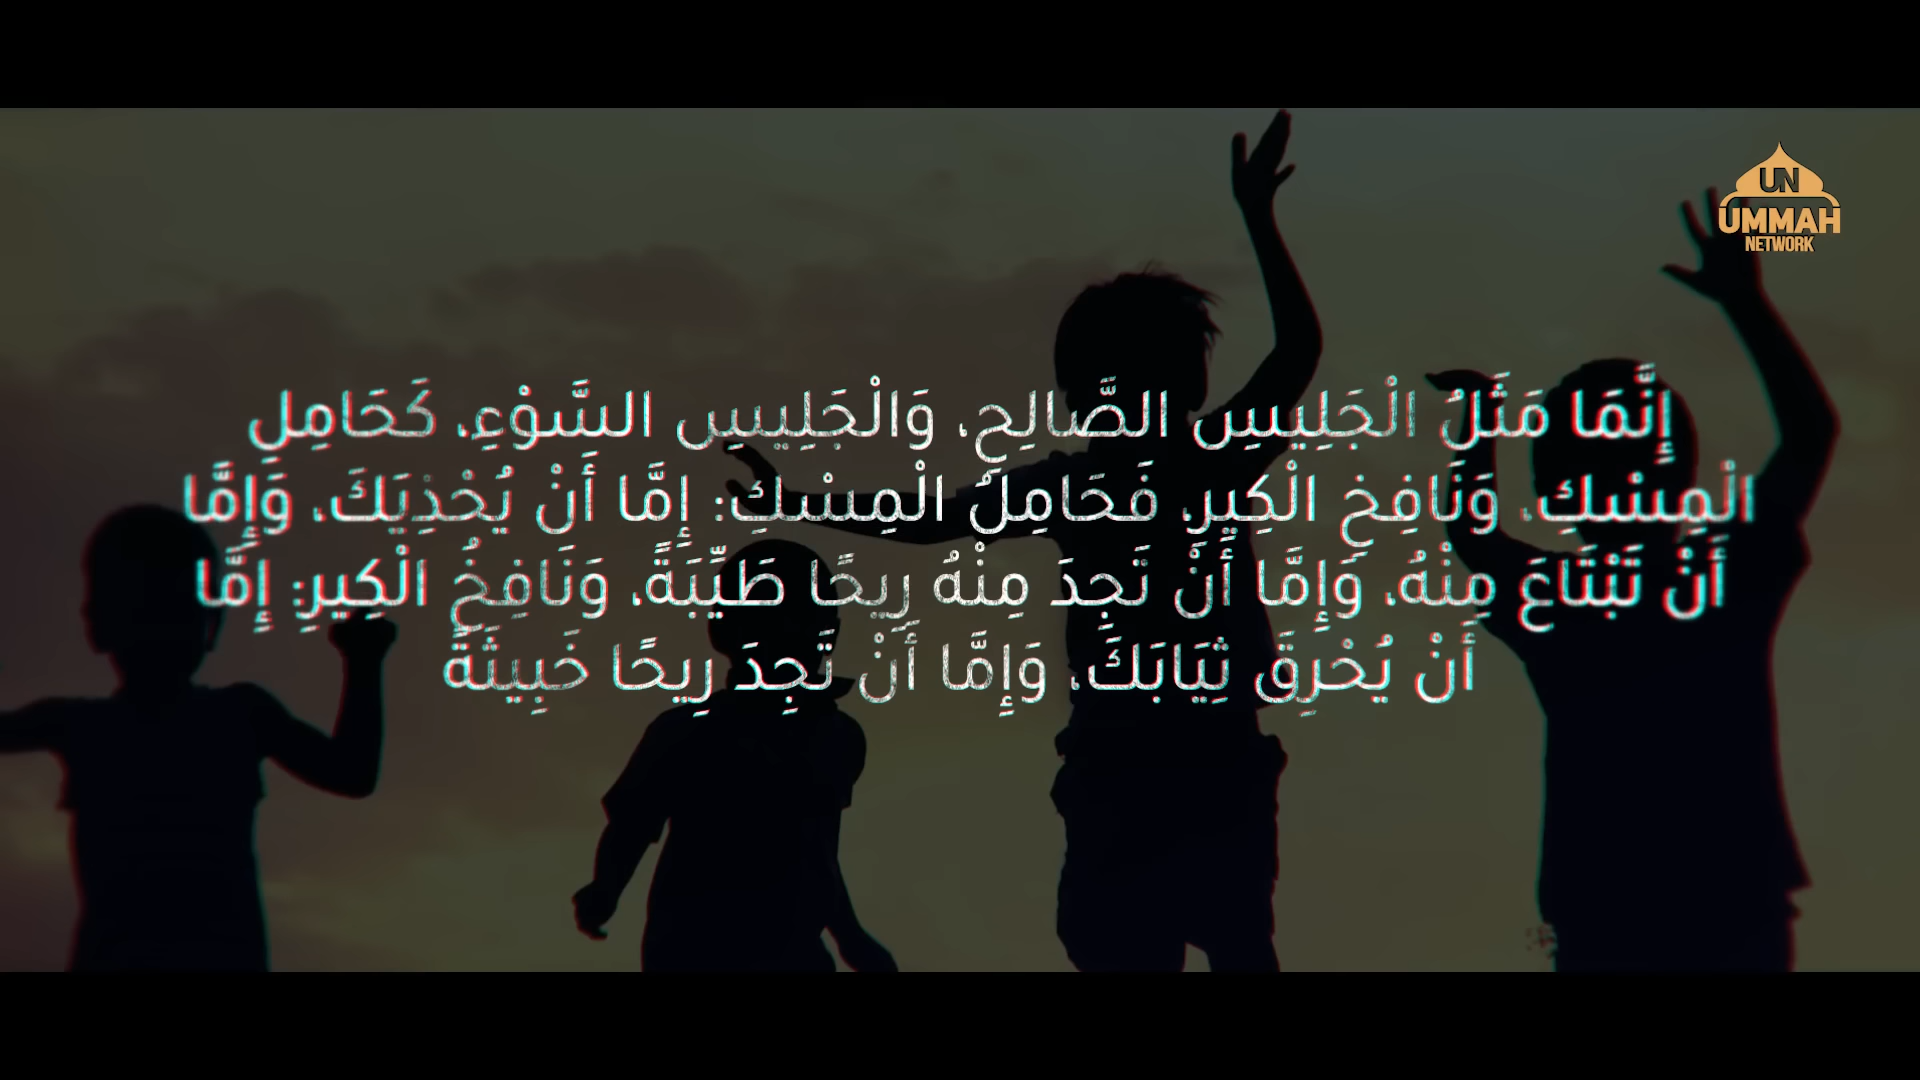 UN
UMMAH
NETWORK
إِنَّمَا مَثَلُ الْجَلِيسِ الصَّالِحِ، وَالْجَلِيسِ السَّوْءِ، كَحَامِلِ
الْمِسْكِ، وَنَافِخِ الْكِيرِ، فَحَامِلُ الْمِسْكِ: إِمَّا أَنْ يُحْذِيَكَ، وَإِمَّا
أَنْ تَبْتَاعَ مِنْهُ، وَإِمَّا أَنْ تَجِدَ مِنْهُ رِيحًا طَيِّبَةً، وَنَافِخُ الْكِيرِ: إِمَّا
أَنْ يُحْرِقَ ثِيَابَكَ، وَإِمَّا أَنْ تَجِدَ رِيحًا خَبِيثَةً